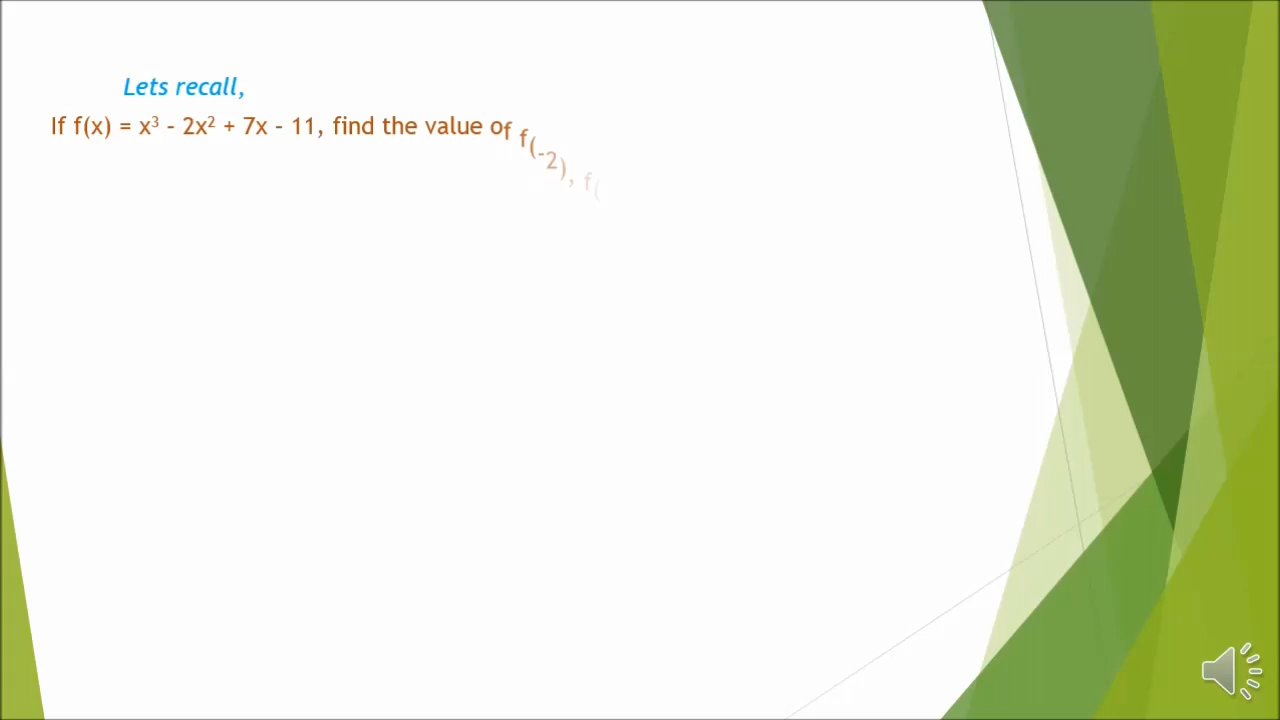 Lets recall,
If f(x) = x³ – 2x² + 7x – 11, find the value of f(-2), f(